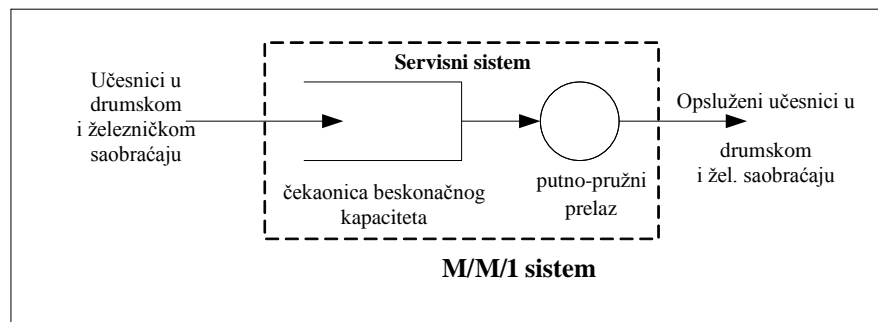 Servisni sistem
Učesnici u
drumskom
i železničkom
saobraćaju
čekaonica beskonačnog
kapaciteta
putno-pružni
prelaz
Opsluženi učesnici u
drumskom
i žel. saobraćaju
M/M/1 sistem